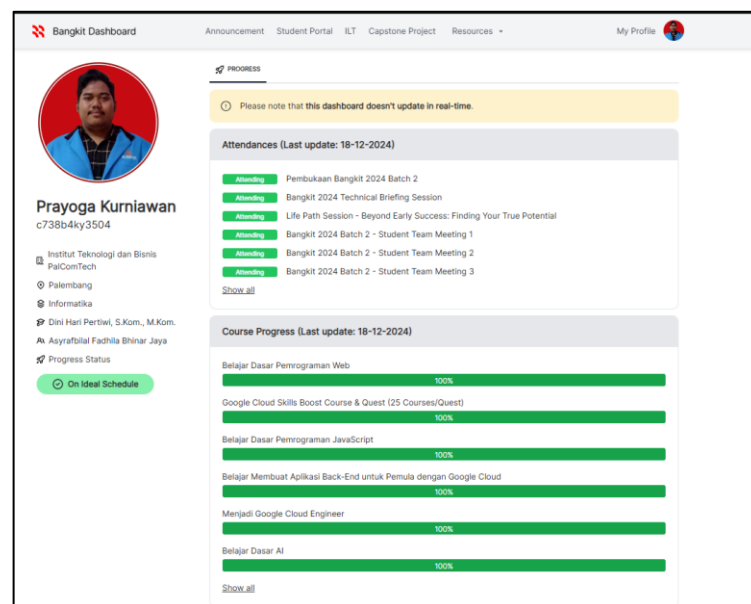 Bangkit Dashboard
Announcement Student Portal ILT Capstone Project Resources
My Profile
Prayoga Kurniawan
c738b4ky3504
Institut Teknologi dan Bisnis
PalComTech
Palembang
Informatika
Dini Hari Pertiwi, S.Kom., M.Kom.
Asyrafbilal Fadhila Bhinar Jaya
Progress Status
On Ideal Schedule
PROGRESS
Please note that this dashboard doesn't update in real-time.
Attendances (Last update: 18-12-2024)
Attending Pembukaan Bangkit 2024 Batch 2
Attending Bangkit 2024 Technical Briefing Session
Attending Life Path Session - Beyond Early Success: Finding Your True Potential
Attending Bangkit 2024 Batch 2 - Student Team Meeting 1
Attending Bangkit 2024 Batch 2 - Student Team Meeting 2
Attending Bangkit 2024 Batch 2 - Student Team Meeting 3
Show all
Course Progress (Last update: 18-12-2024)
Belajar Dasar Pemrograman Web
100%
Google Cloud Skills Boost Course & Quest (25 Courses/Quest)
100%
Belajar Dasar Pemrograman JavaScript
100%
Belajar Membuat Aplikasi Back-End untuk Pemula dengan Google Cloud
100%
Menjadi Google Cloud Engineer
100%
Belajar Dasar AI
100%
Show all